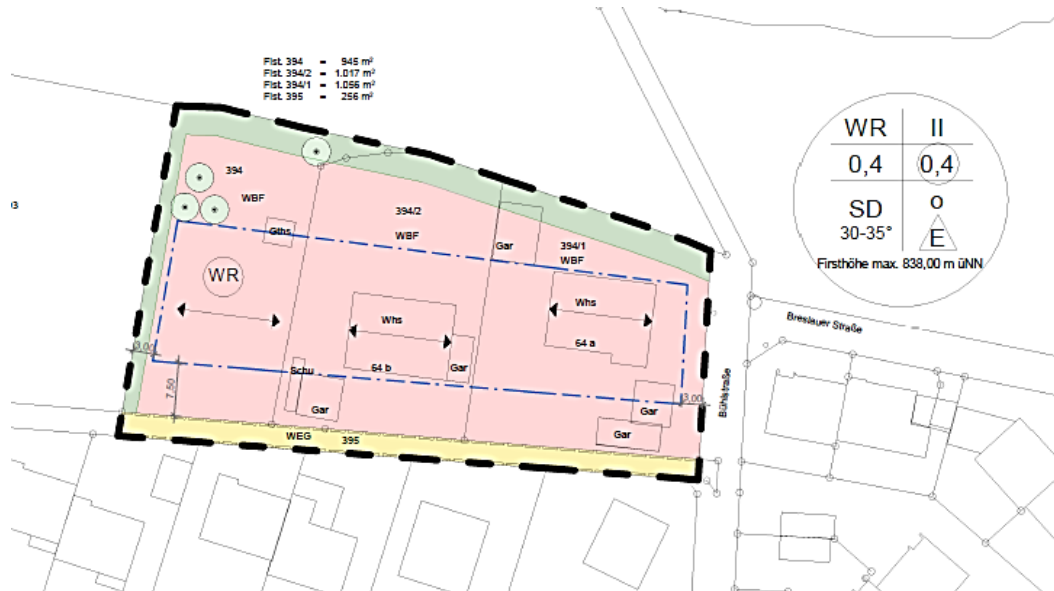 Flst. 394 = 945 m²
Flst. 394/2 = 1.017 m²
Flst. 394/1 = 1.056 m²
Flst. 395 = 256 m²
WR II
0,4 0,4
SD o
30-35° E
Firsthöhe max. 838,00 m üNN
394
WBF
394/2
WBF
Gths
Gar
394/1
WBF
WR
Whs
Whs
64 a
64 b
Gar
Schu
Gar
3,00
7,50
3,00
Gar
Gar
WEG 395
Bühlstraße
Breslauer Straße